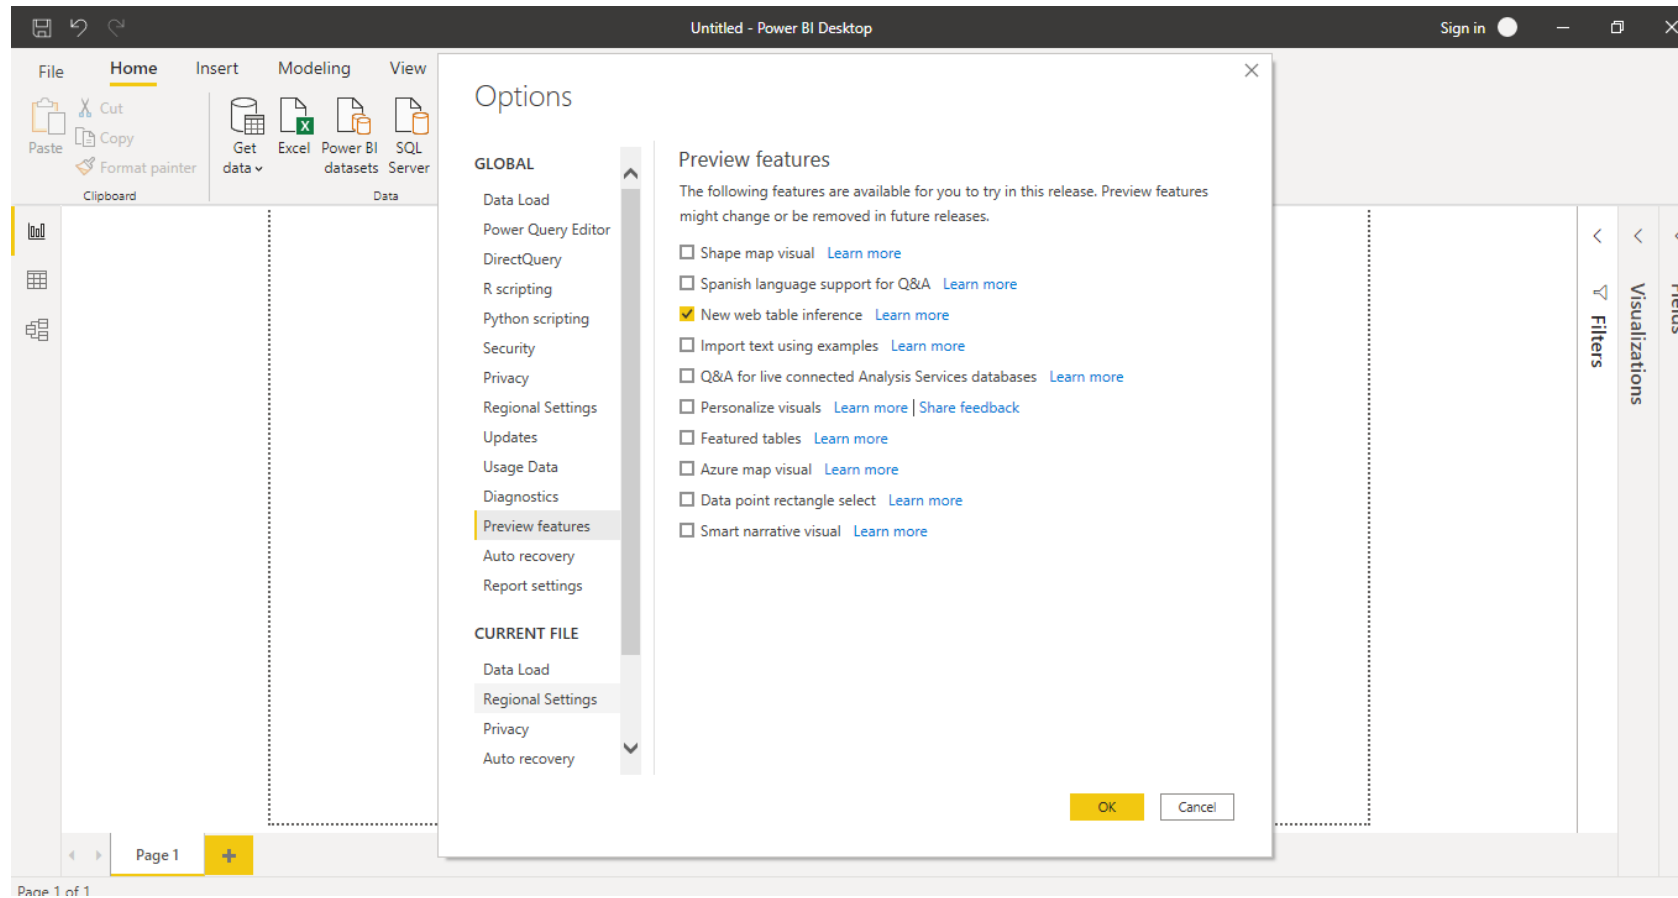 Untitled - Power BI Desktop
Sign in
File Home Insert Modeling View
Paste
Cut
Copy
Format painter
Clipboard
Get data
Excel
Power BI datasets
SQL Server
Data
Options
GLOBAL
Data Load
Power Query Editor
DirectQuery
R scripting
Python scripting
Security
Privacy
Regional Settings
Updates
Usage Data
Diagnostics
Preview features
Auto recovery
Report settings
CURRENT FILE
Data Load
Regional Settings
Privacy
Auto recovery
Preview features
The following features are available for you to try in this release. Preview features
might change or be removed in future releases.
Shape map visual Learn more
Spanish language support for Q&A Learn more
New web table inference Learn more
Import text using examples Learn more
Q&A for live connected Analysis Services databases Learn more
Personalize visuals Learn more | Share feedback
Featured tables Learn more
Azure map visual Learn more
Data point rectangle select Learn more
Smart narrative visual Learn more
OK
Cancel
Filters
Visualizations
Fields
Page 1
Page 1 of 1